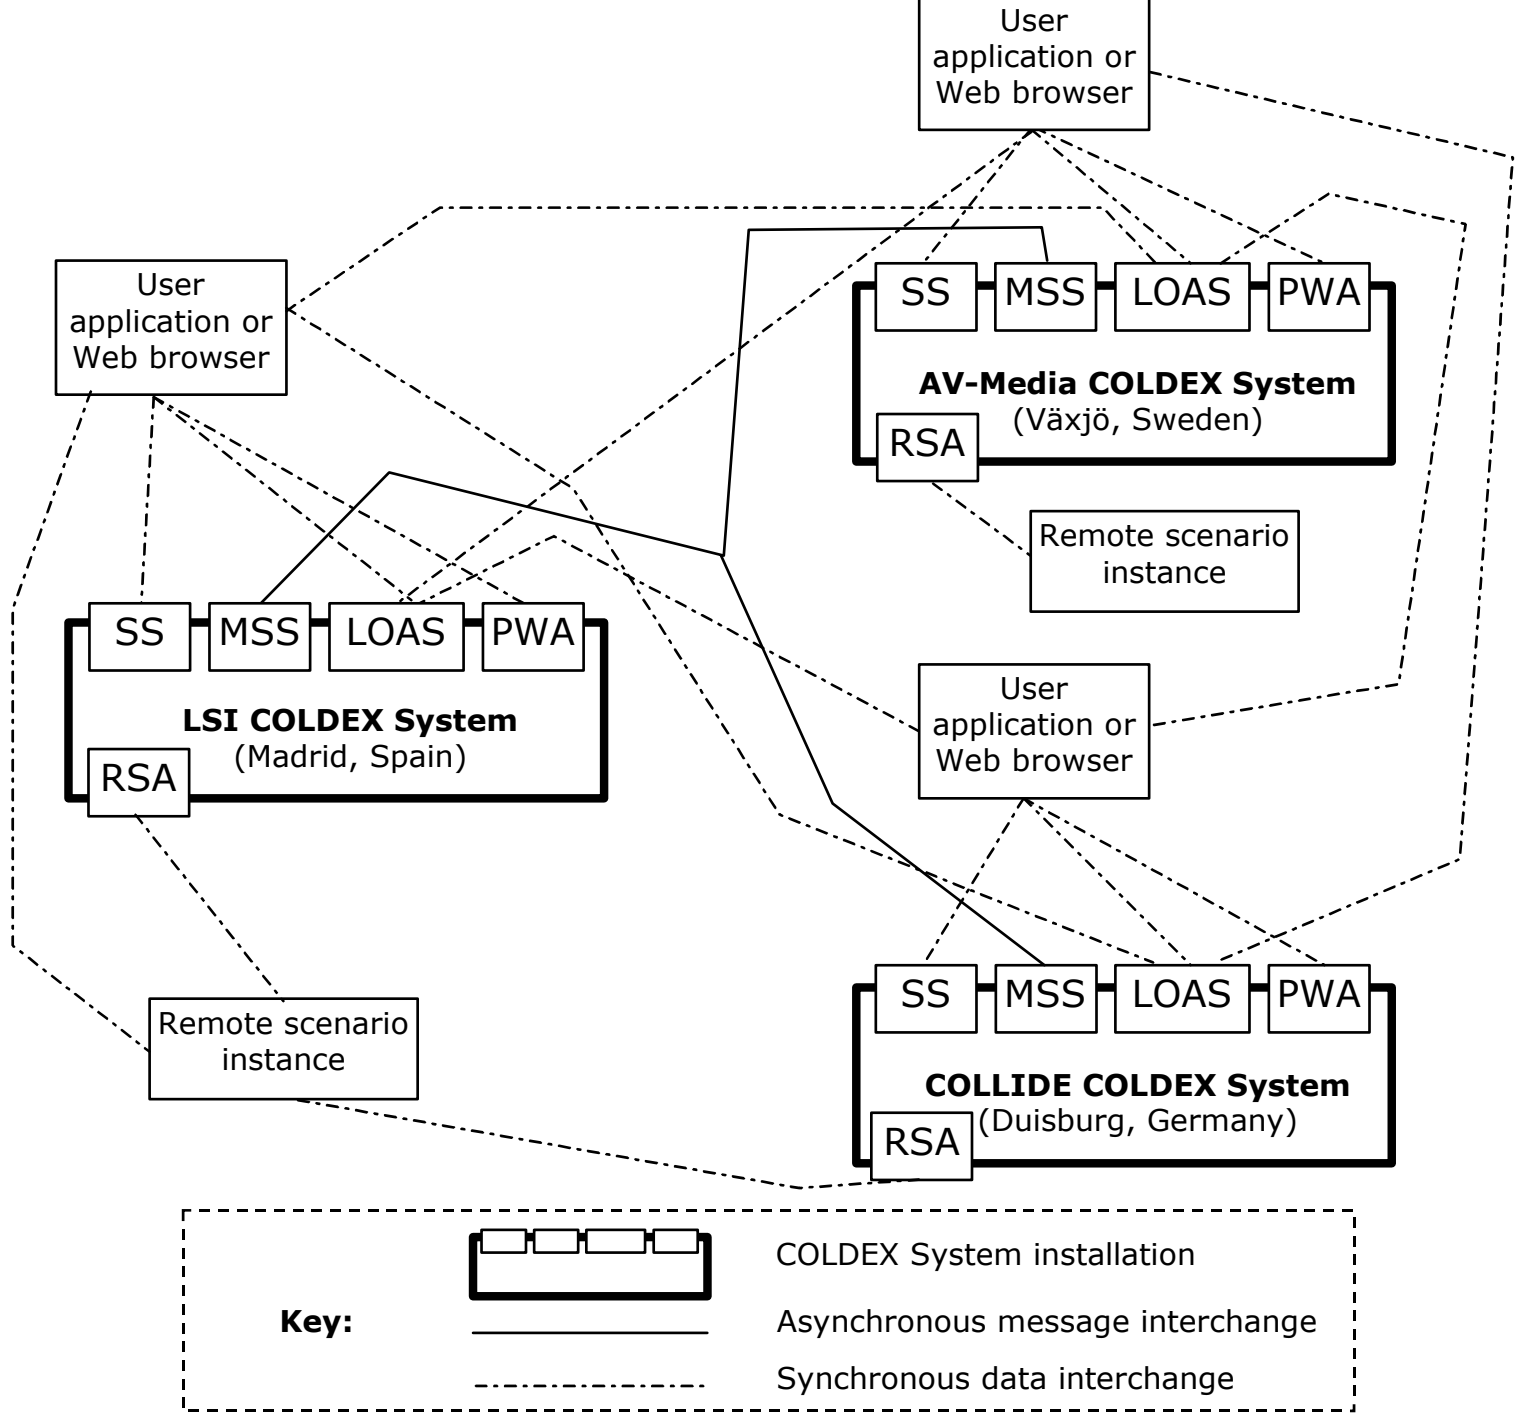 User
application or
Web browser
User
application or
Web browser
SS
MSS
LOAS
PWA
AV-Media COLDEX System
(Växjö, Sweden)
RSA
Remote scenario
instance
SS
MSS
LOAS
PWA
LSI COLDEX System
(Madrid, Spain)
RSA
User
application or
Web browser
Remote scenario
instance
SS
MSS
LOAS
PWA
COLLIDE COLDEX System
(Duisburg, Germany)
RSA
Key:
COLDEX System installation
Asynchronous message interchange
Synchronous data interchange